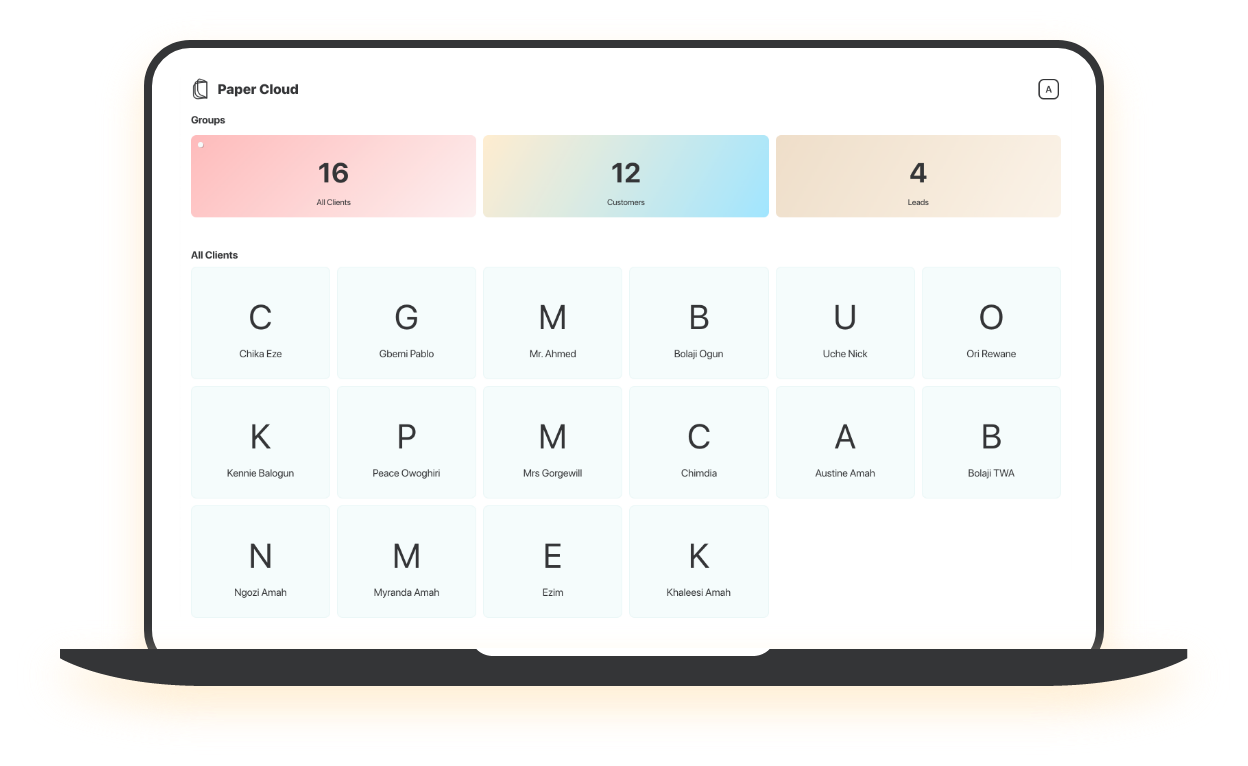 Paper Cloud
A
Groups
16
12
4
All Clients
Customers
Leads
All Clients
C
G
M
B
U
O
Chika Eze
Gbemi Pablo
Mr. Ahmed
Bolaji Ogun
Uche Nick
Ori Rewane
K
P
M
C
A
B
Kennie Balogun
Peace Owoghiri
Mrs Gorgewill
Chimdia
Austine Amah
Bolaji TWA
N
M
E
K
Ngozi Amah
Myranda Amah
Ezim
Khaleesi Amah